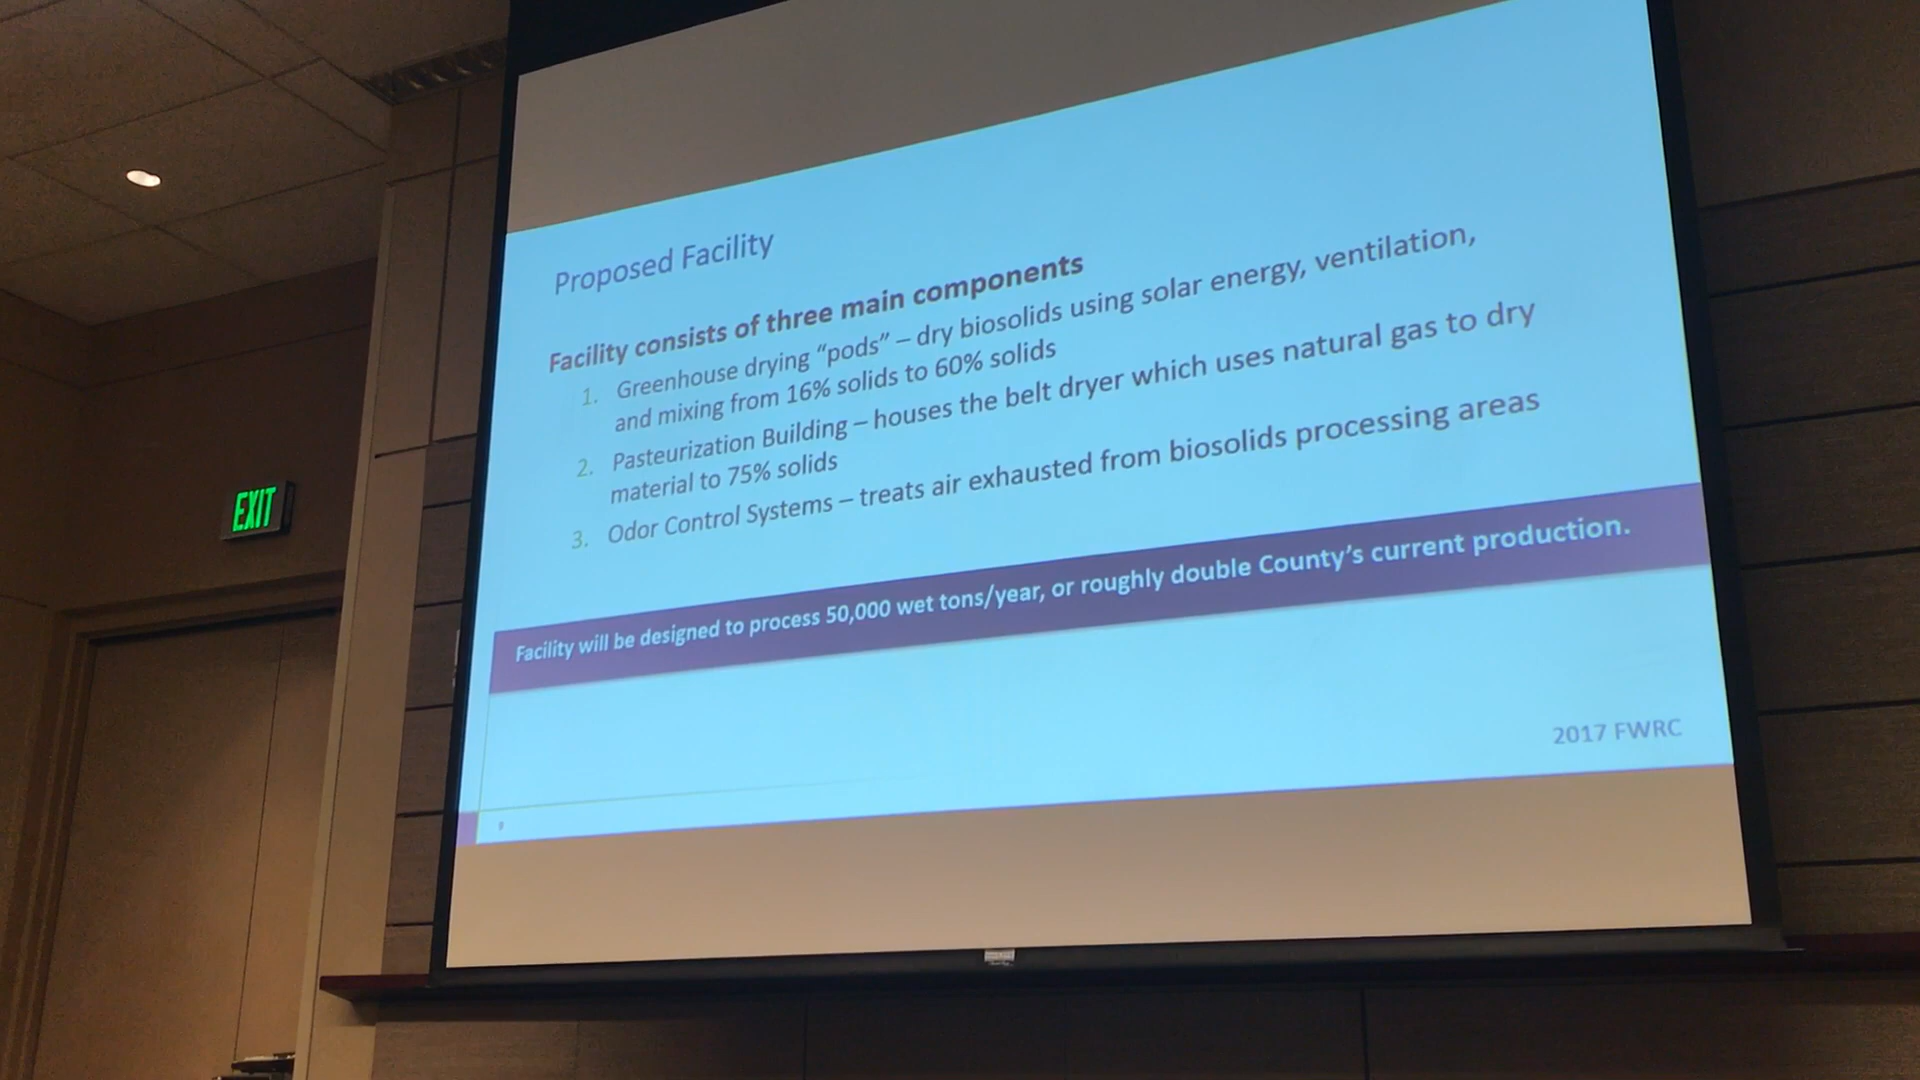 EXIT
Proposed Facility
Facility consists of three main components
1. Greenhouse drying “pods” – dry biosolids using solar energy, ventilation,
and mixing from 16% solids to 60% solids
2. Pasteurization Building – houses the belt dryer which uses natural gas to dry
material to 75% solids
3. Odor Control Systems – treats air exhausted from biosolids processing areas
Facility will be designed to process 50,000 wet tons/year, or roughly double County’s current production.
2017 FWRC